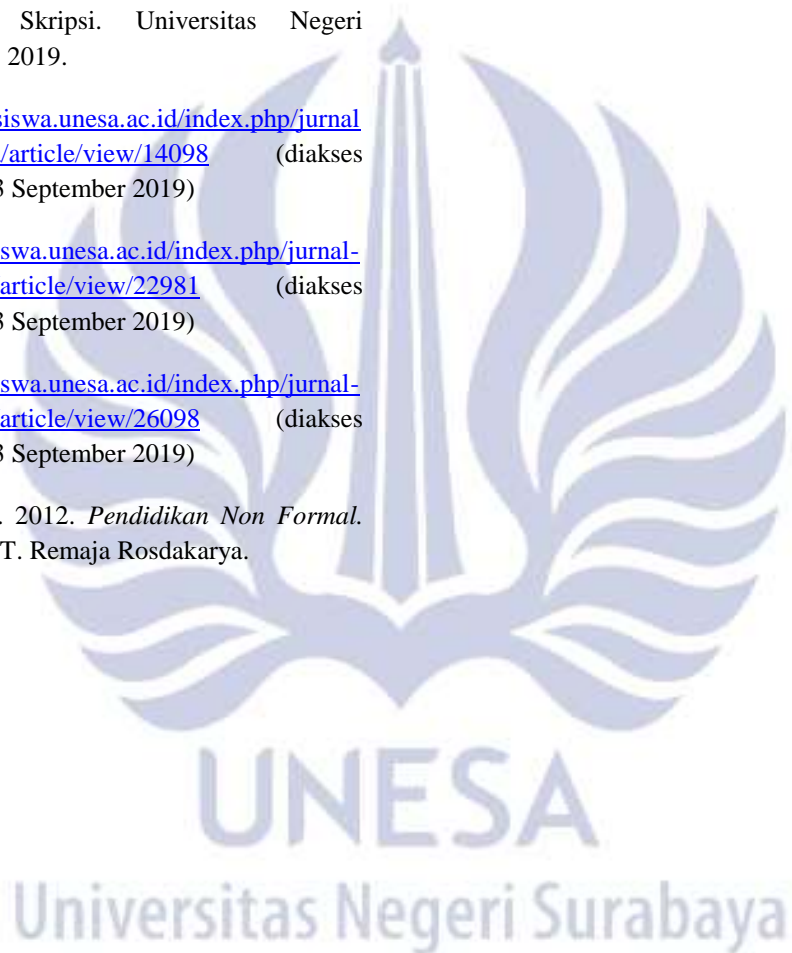 Skripsi. Universitas Negeri
2019.
siswa.unesa.ac.id/index.php/jurnal
/article/view/14098 (diakses
3 September 2019)
swa.unesa.ac.id/index.php/jurnal-
article/view/22981 (diakses
3 September 2019)
swa.unesa.ac.id/index.php/jurnal-
article/view/26098 (diakses
3 September 2019)
. 2012. Pendidikan Non Formal.
T. Remaja Rosdakarya.
UNESA
Universitas Negeri Surabaya